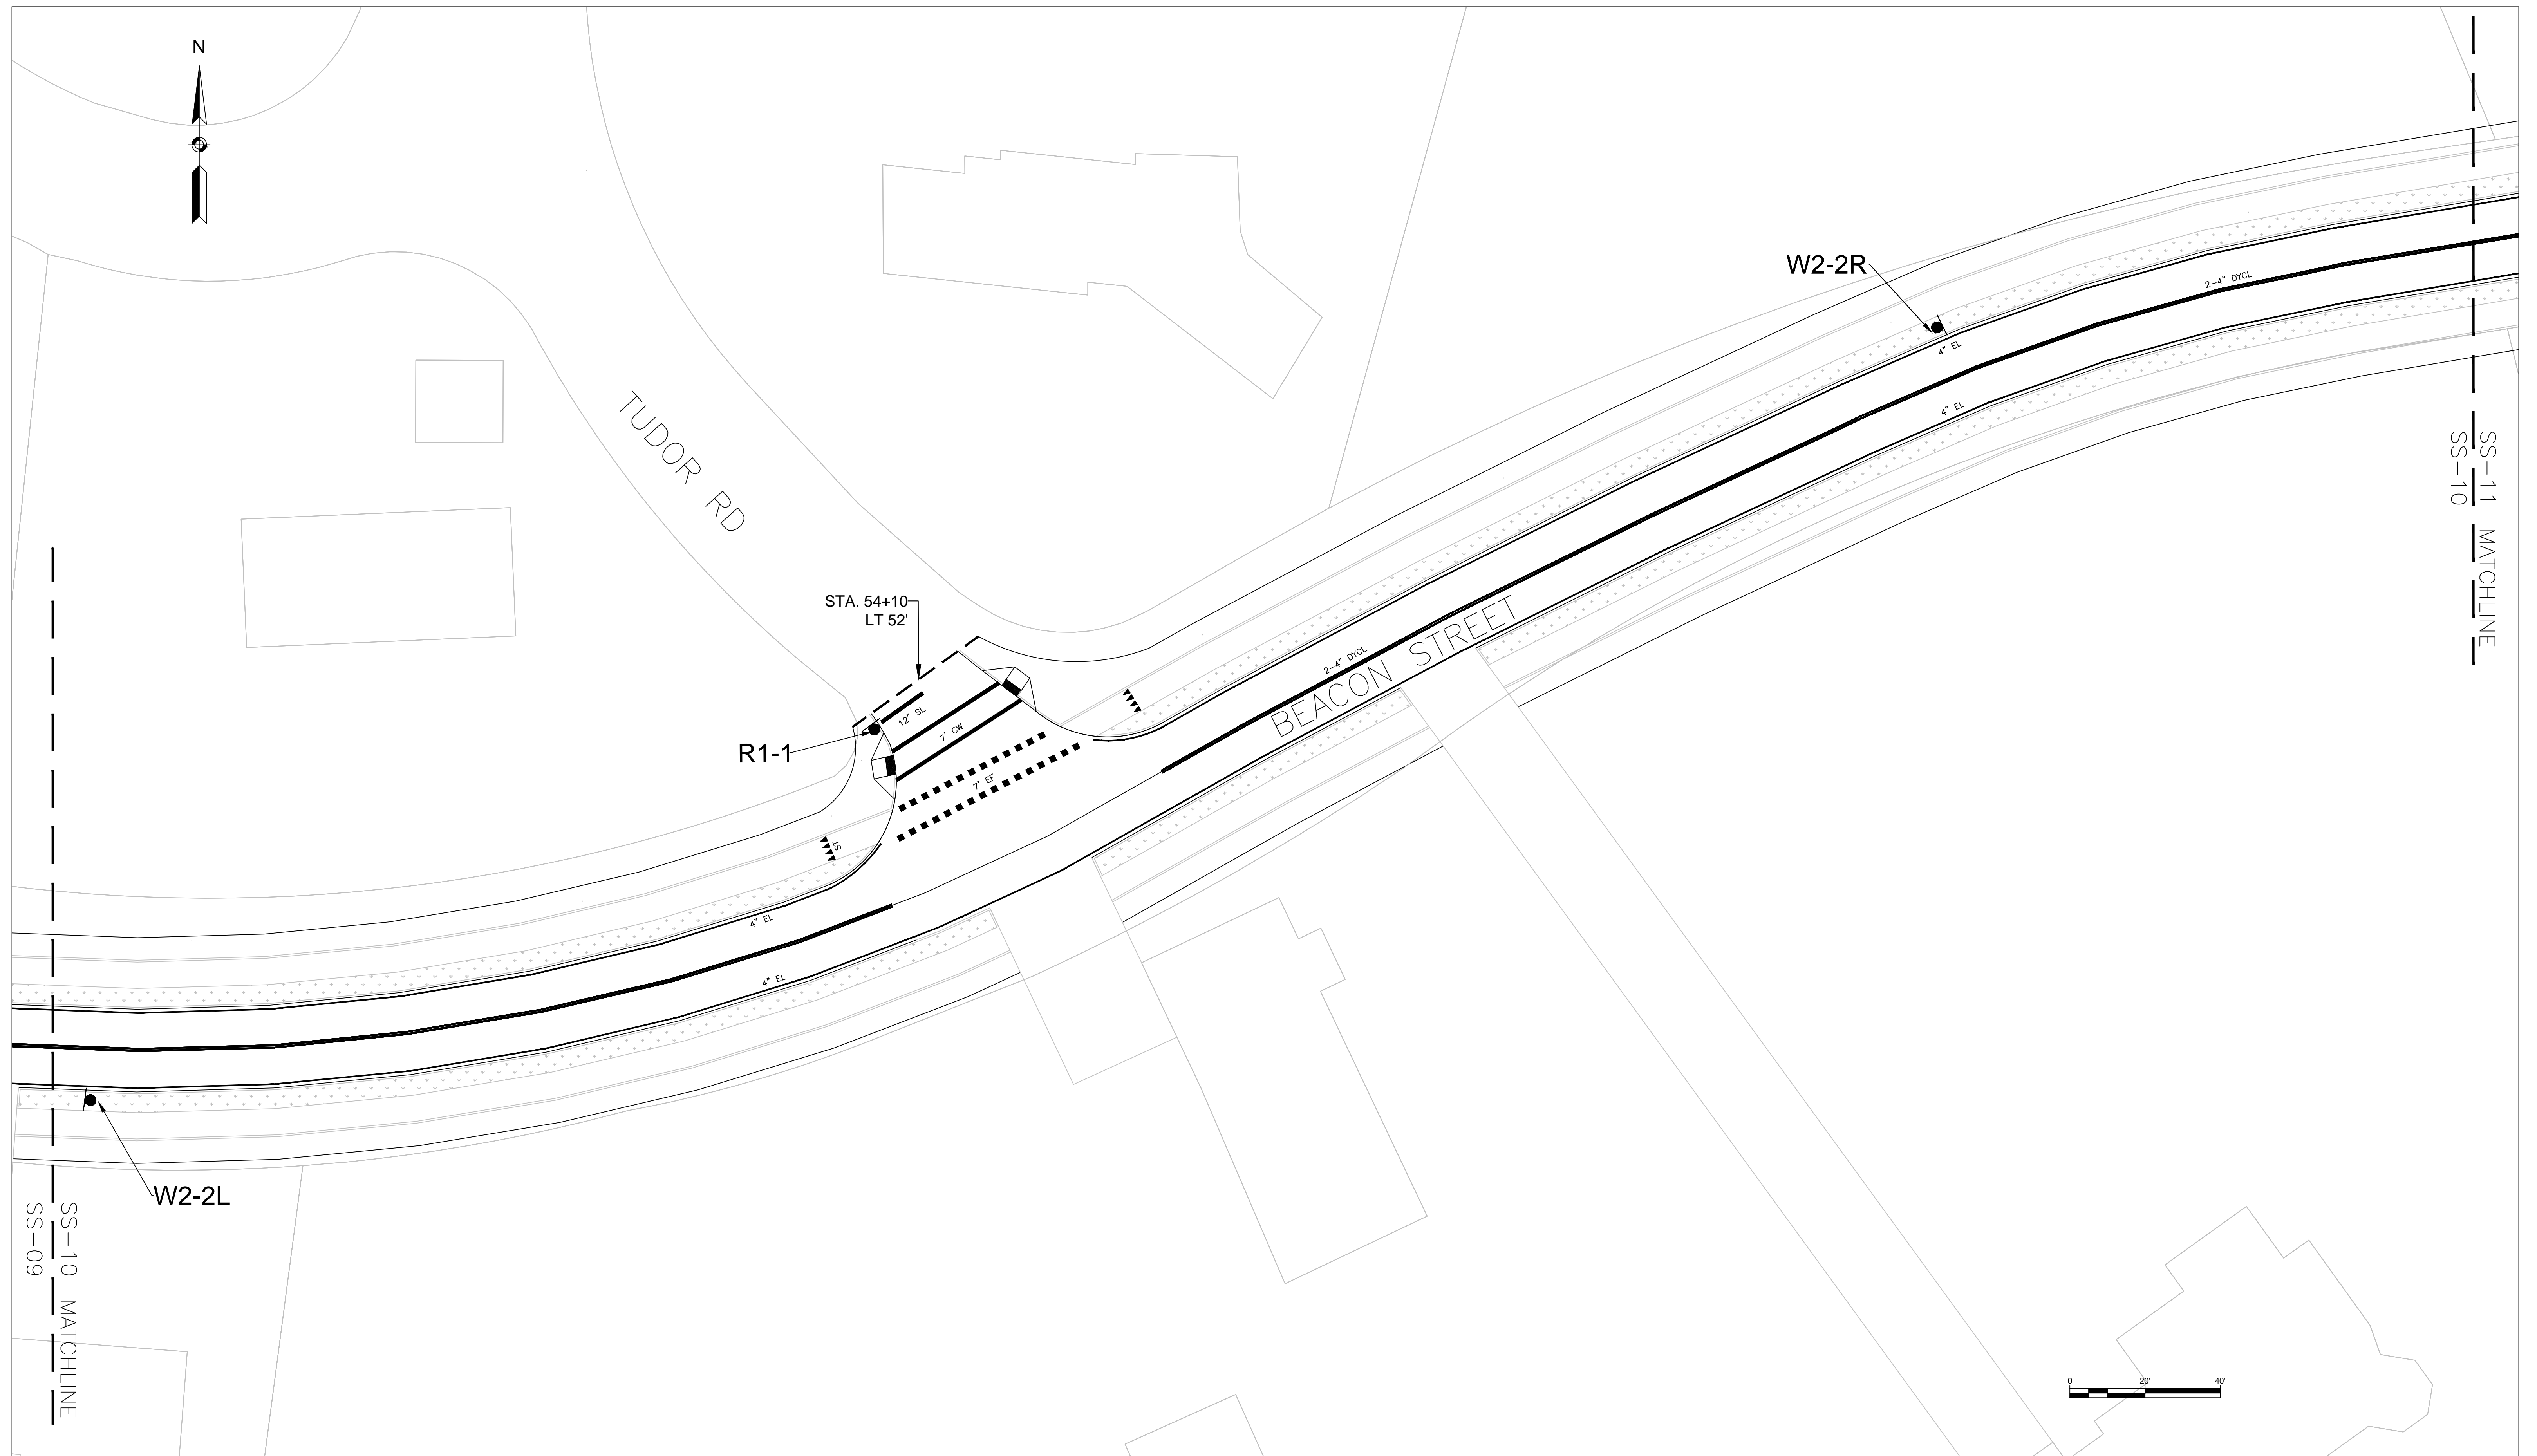 N
W2-2R
2-4" DYCL
4" EL
4" EL
TUDOR RD
SS-11 MATCHLINE
SS-10
STA. 54+10
LT 52'
12" SL
7' CW
R1-1
7' EF
2-4" DYCL
BEACON STREET
ST
4" EL
4" EL
W2-2L
SS-10 MATCHLINE
SS-09
0 20' 40'